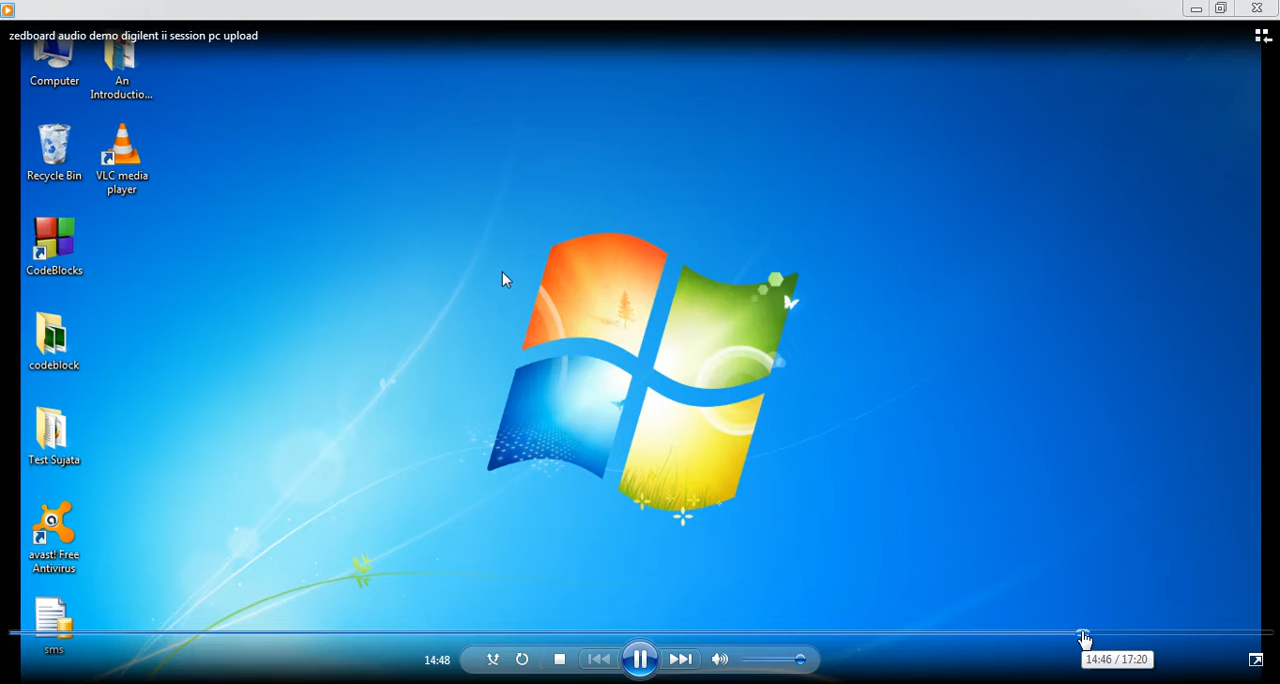 zedboard audio demo digilent ii session pc upload
Computer
An
Introductio...
Recycle Bin
VLC media
player
CodeBlocks
codeblock
Test Sujata
avast! Free
Antivirus
sms
14:48
14:46 / 17:20